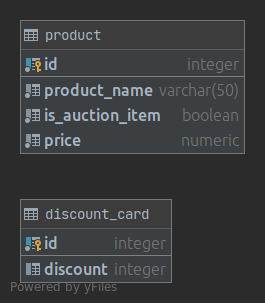 product
id integer
product_name varchar(50)
is_auction_item boolean
price numeric
discount_card
id integer
discount integer
Powered by yFiles